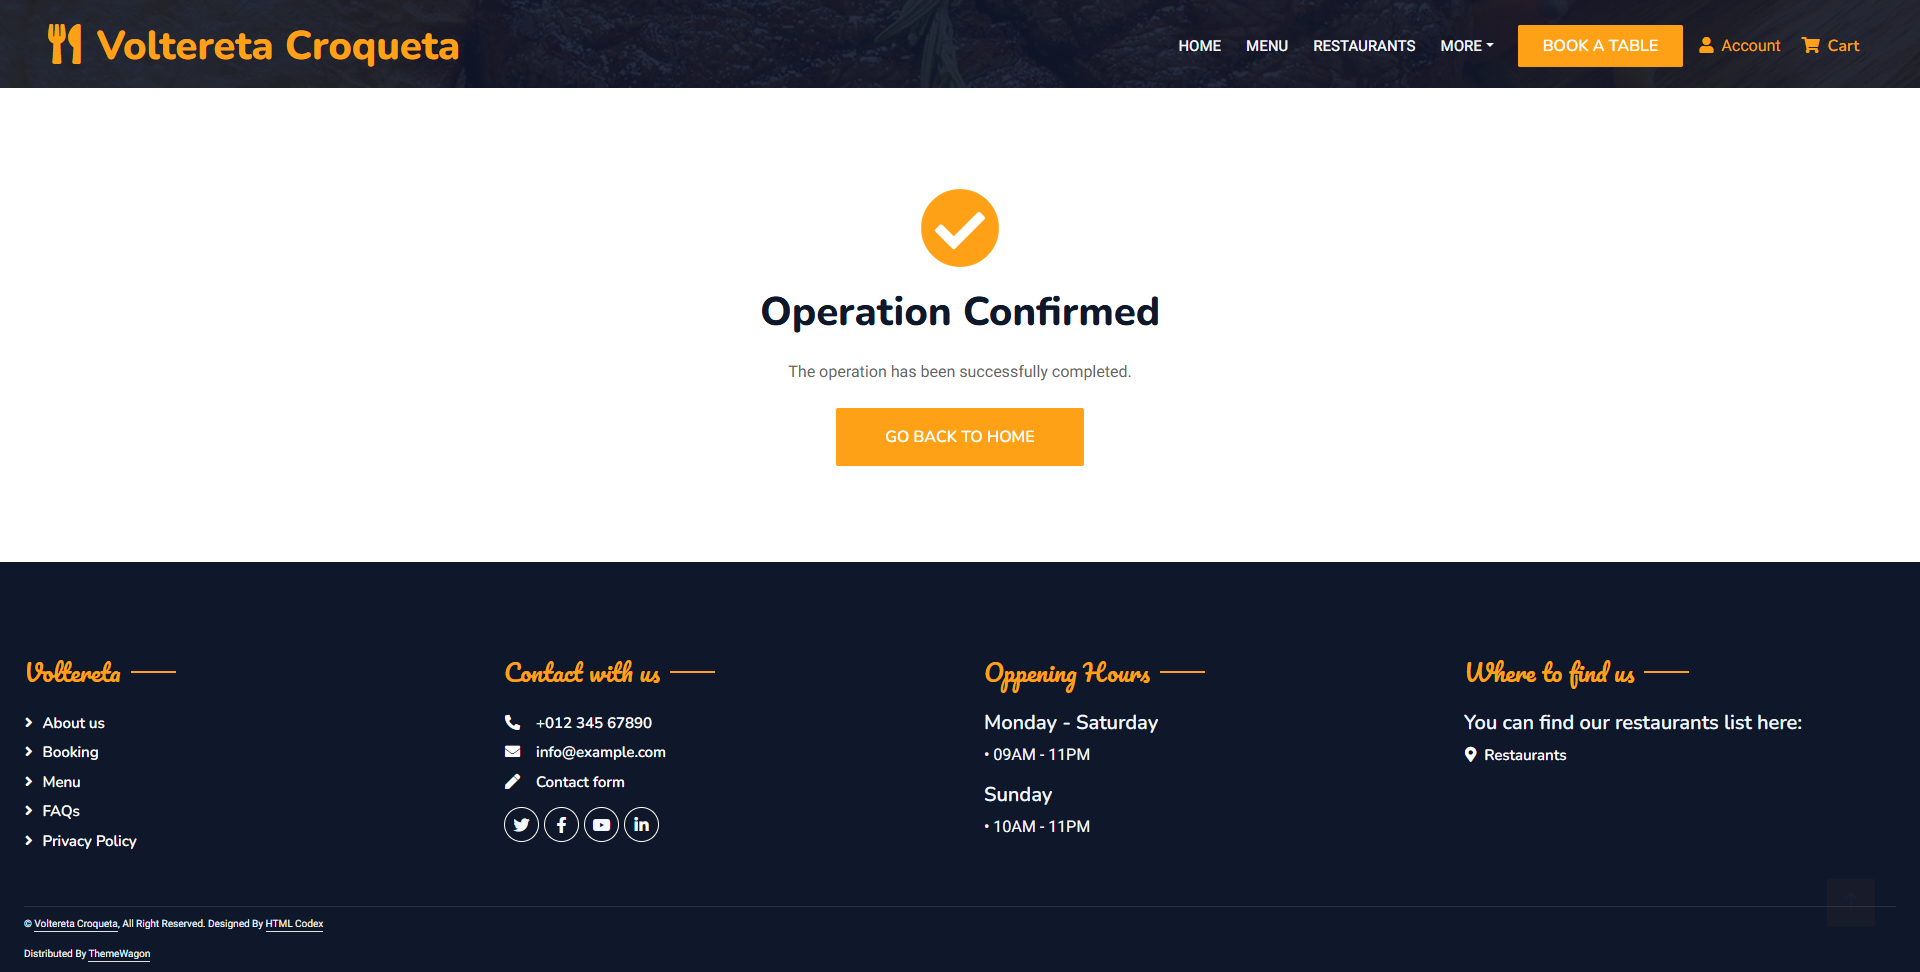 Voltereta Croqueta
HOME MENU RESTAURANTS MORE BOOK A TABLE Account Cart
Operation Confirmed
The operation has been successfully completed.
GO BACK TO HOME
Voltereta
About us
Booking
Menu
FAQs
Privacy Policy
Contact with us
+012 345 67890
info@example.com
Contact form
Oppening Hours
Monday - Saturday
• 09AM - 11PM
Sunday
• 10AM - 11PM
Where to find us
You can find our restaurants list here:
Restaurants
© Voltereta Croqueta, All Right Reserved. Designed By HTML Codex
Distributed By ThemeWagon